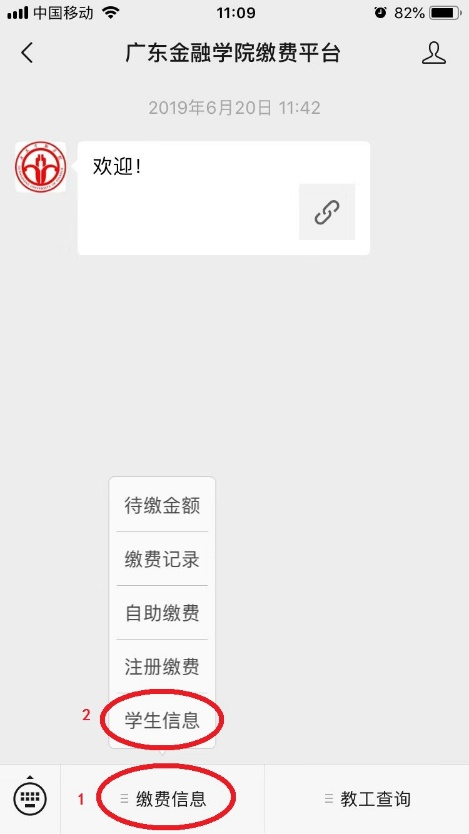 中国移动 11:09 82%
广东金融学院缴费平台
2019年6月20日 11:42
欢迎！
待缴金额
缴费记录
自助缴费
注册缴费
2 学生信息
1 缴费信息 教工查询